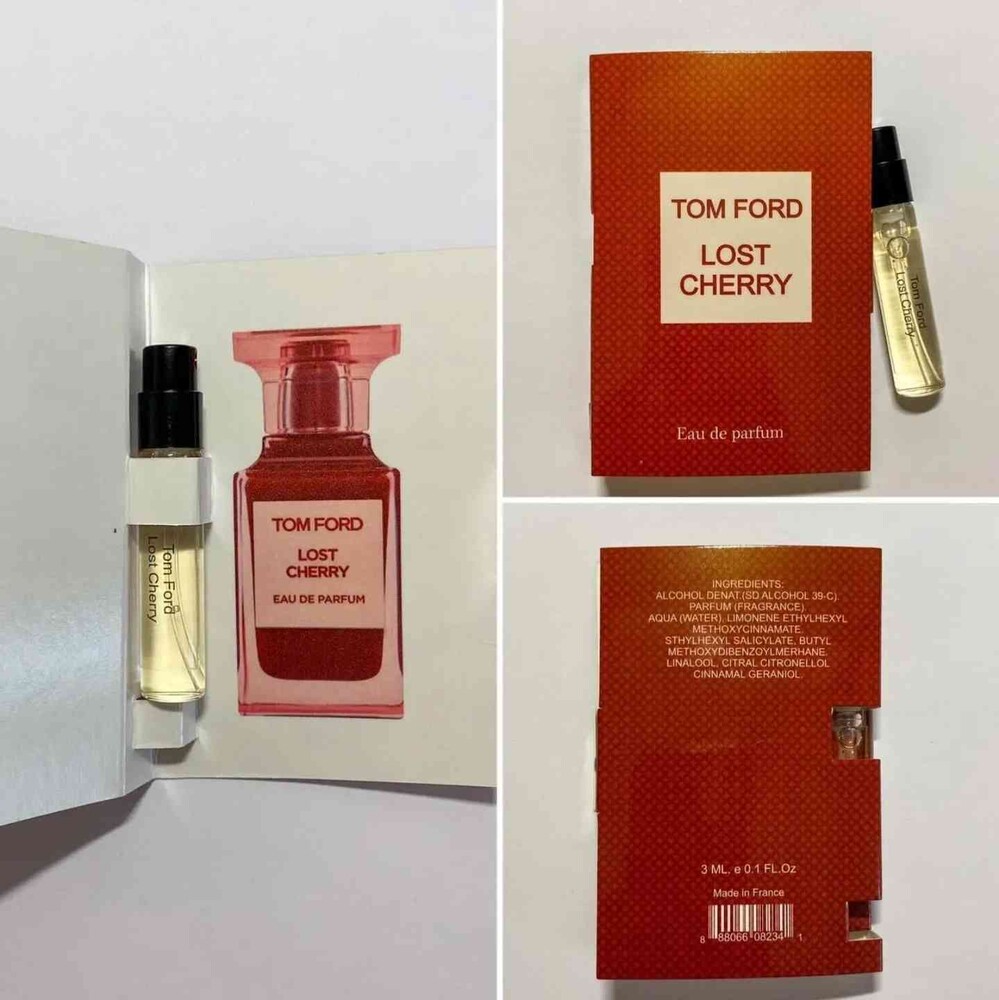 Tom Ford
Lost Cherry
TOM FORD
LOST
CHERRY
EAU DE PARFUM
TOM FORD
LOST
CHERRY
Eau de parfum
Tom Ford
Lost Cherry
INGREDIENTS:
ALCOHOL DENAT.(SD ALCOHOL 39-C).
PARFUM (FRAGRANCE)
AQUA (WATER), LIMONENE ETHYLHEXYL
METHOXYCINNAMATE.
STHYLHEXYL SALICYLATE, BUTYL
METHOXYDIBENZOYLMERHANE.
LINALOOL, CITRAL CITRONELLOL
CINNAMAL GERANIOL.
3 ML. e 0.1 FL.Oz
Made in France
8 88066 08234 1